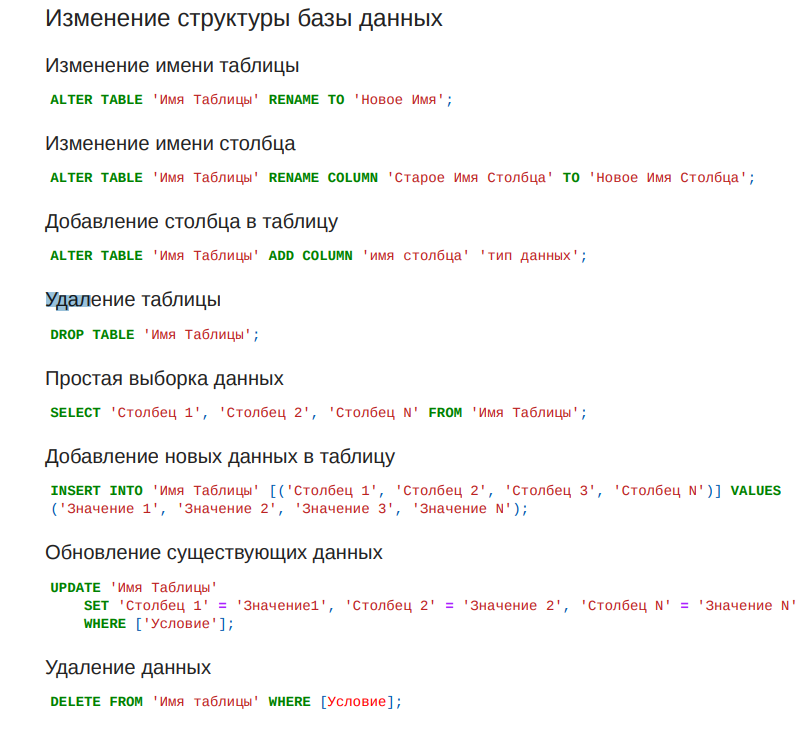 Изменение структуры базы данных
Изменение имени таблицы
ALTER TABLE 'Имя Таблицы' RENAME TO 'Новое Имя';
Изменение имени столбца
ALTER TABLE 'Имя Таблицы' RENAME COLUMN 'Старое Имя Столбца' TO 'Новое Имя Столбца';
Добавление столбца в таблицу
ALTER TABLE 'Имя Таблицы' ADD COLUMN 'имя столбца' 'тип данных';
Удаление таблицы
DROP TABLE 'Имя Таблицы';
Простая выборка данных
SELECT 'Столбец 1', 'Столбец 2', 'Столбец N' FROM 'Имя Таблицы';
Добавление новых данных в таблицу
INSERT INTO 'Имя Таблицы' [('Столбец 1', 'Столбец 2', 'Столбец 3', 'Столбец N')] VALUES
('Значение 1', 'Значение 2', 'Значение 3', 'Значение N');
Обновление существующих данных
UPDATE 'Имя Таблицы'
SET 'Столбец 1' = 'Значение1', 'Столбец 2' = 'Значение 2', 'Столбец N' = 'Значение N'
WHERE ['Условие'];
Удаление данных
DELETE FROM 'Имя таблицы' WHERE [Условие];